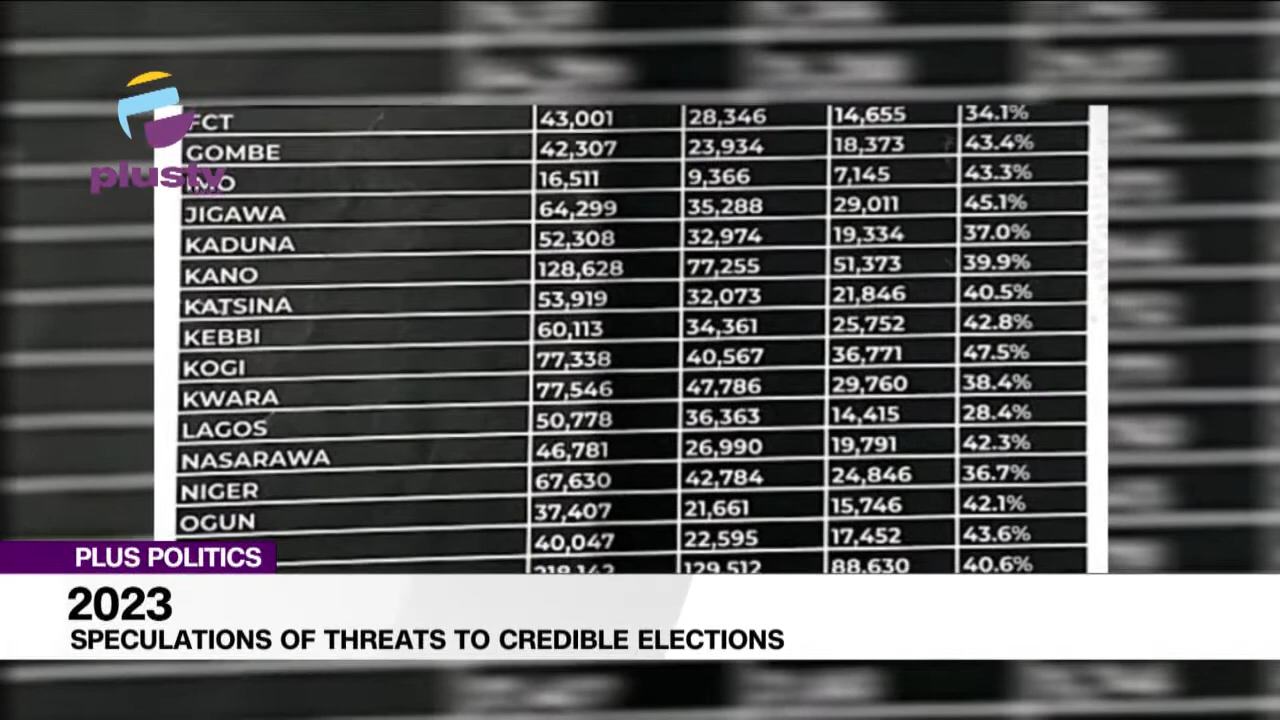 FCT 43,001 28,346 14,655 34.1%
GOMBE 42,307 23,934 18,373 43.4%
plustv
IMO 16,511 9,366 7,145 43.3%
JIGAWA 64,299 35,288 29,011 45.1%
KADUNA 52,308 32,974 19,334 37.0%
KANO 128,628 77,255 51,373 39.9%
KATSINA 53,919 32,073 21,846 40.5%
KEBBI 60,113 34,361 25,752 42.8%
KOGI 77,338 40,567 36,771 47.5%
KWARA 77,546 47,786 29,760 38.4%
LAGOS 50,778 36,363 14,415 28.4%
NASARAWA 46,781 26,990 19,791 42.3%
NIGER 67,630 42,784 24,846 36.7%
OGUN 37,407 21,661 15,746 42.1%
40,047 22,595 17,452 43.6%
218,142 129,512 88,630 40.6%
PLUS POLITICS
2023
SPECULATIONS OF THREATS TO CREDIBLE ELECTIONS